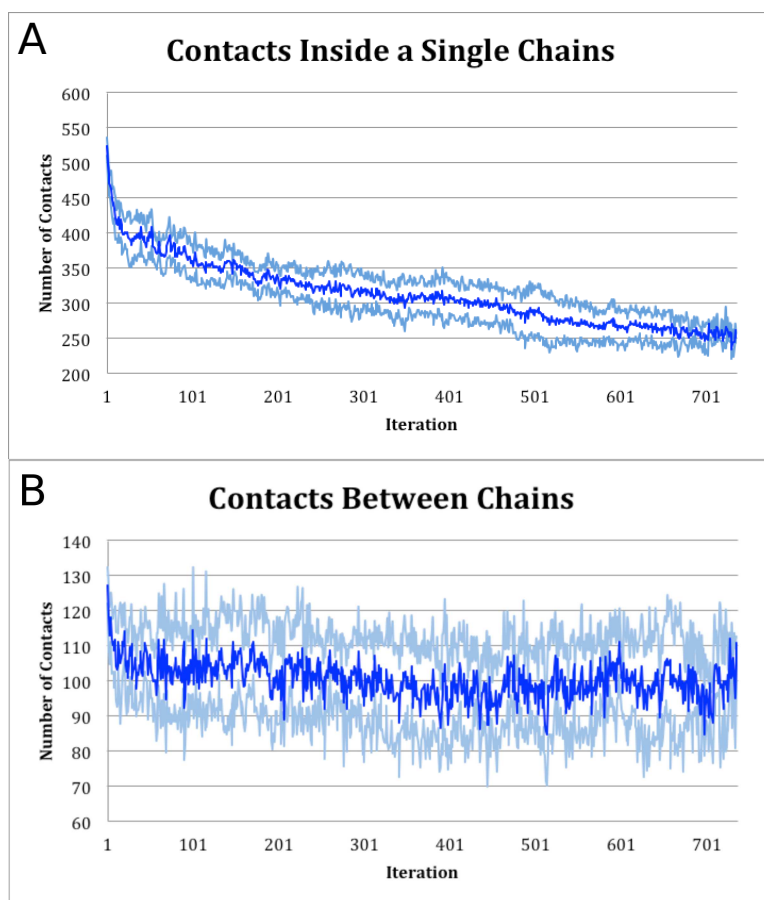 A
Contacts Inside a Single Chains
600
550
500
450
400
350
300
250
200
Number of Contacts
1 101 201 301 401 501 601 701
Iteration
B
Contacts Between Chains
140
130
120
110
100
90
80
70
60
Number of Contacts
1 101 201 301 401 501 601 701
Iteration